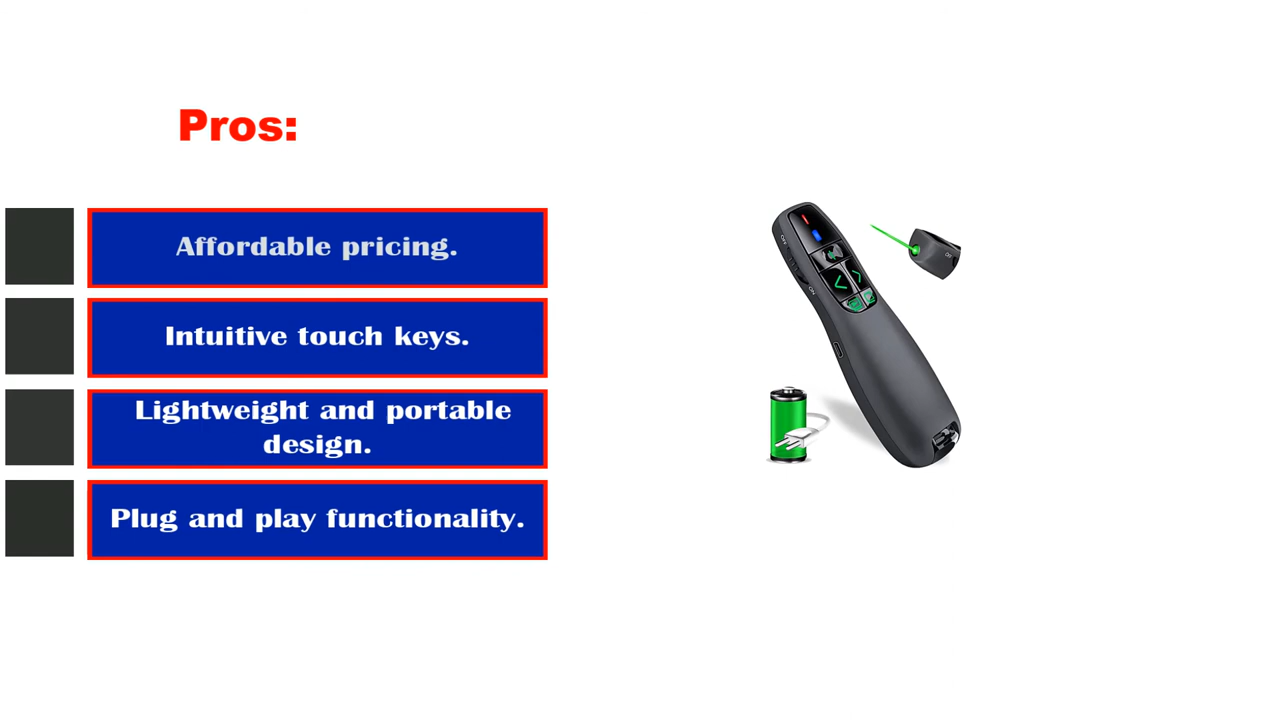 Pros:
Affordable pricing.
Intuitive touch keys.
Lightweight and portable
design.
Plug and play functionality.